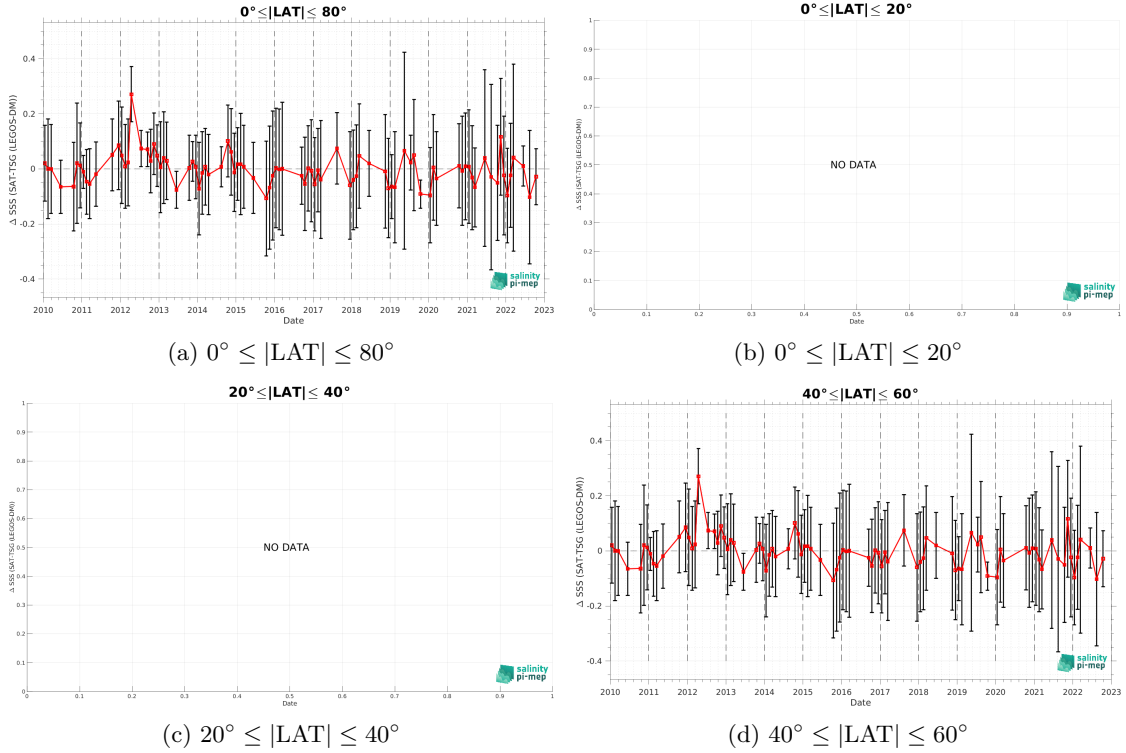 0°≤|LAT|≤ 80°
Δ SSS (SAT-TSG (LEGOS-DM))
0.4
0.2
0
-0.2
-0.4
2010 2011 2012 2013 2014 2015 2016 2017 2018 2019 2020 2021 2022 2023
Date
salinity
pi-mep
(a) 0° ≤ |LAT| ≤ 80°
0°≤|LAT|≤ 20°
Δ SSS (SAT-TSG (LEGOS-DM))
1
0.9
0.8
0.7
0.6
0.5
0.4
0.3
0.2
0.1
0
NO DATA
0 0.1 0.2 0.3 0.4 0.5 0.6 0.7 0.8 0.9 1
Date
salinity
pi-mep
(b) 0° ≤ |LAT| ≤ 20°
20°≤|LAT|≤ 40°
Δ SSS (SAT-TSG (LEGOS-DM))
1
0.9
0.8
0.7
0.6
0.5
0.4
0.3
0.2
0.1
0
NO DATA
0 0.1 0.2 0.3 0.4 0.5 0.6 0.7 0.8 0.9 1
Date
salinity
pi-mep
(c) 20° ≤ |LAT| ≤ 40°
40°≤|LAT|≤ 60°
Δ SSS (SAT-TSG (LEGOS-DM))
0.4
0.2
0
-0.2
-0.4
2010 2011 2012 2013 2014 2015 2016 2017 2018 2019 2020 2021 2022 2023
Date
salinity
pi-mep
(d) 40° ≤ |LAT| ≤ 60°